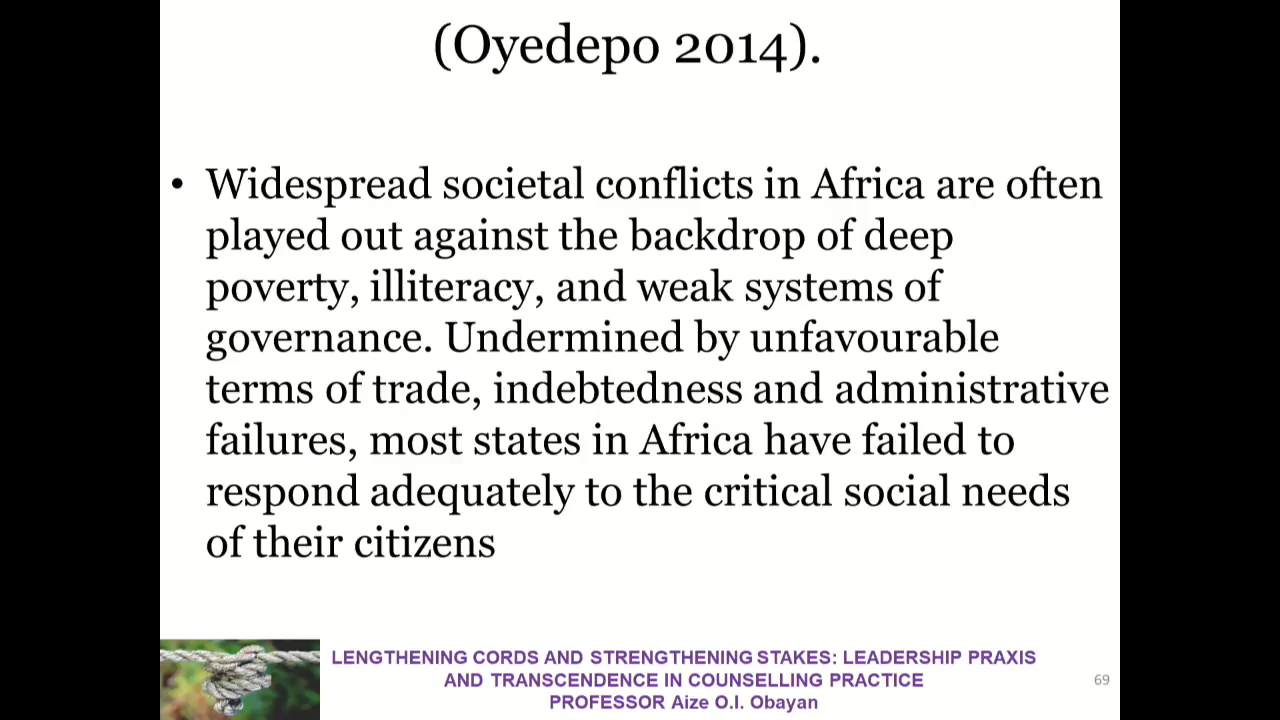 (Oyedepo 2014).
• Widespread societal conflicts in Africa are often
played out against the backdrop of deep
poverty, illiteracy, and weak systems of
governance. Undermined by unfavourable
terms of trade, indebtedness and administrative
failures, most states in Africa have failed to
respond adequately to the critical social needs
of their citizens
LENGTHENING CORDS AND STRENGTHENING STAKES: LEADERSHIP PRAXIS
AND TRANSCENDENCE IN COUNSELLING PRACTICE
PROFESSOR Aize O.I. Obayan
69